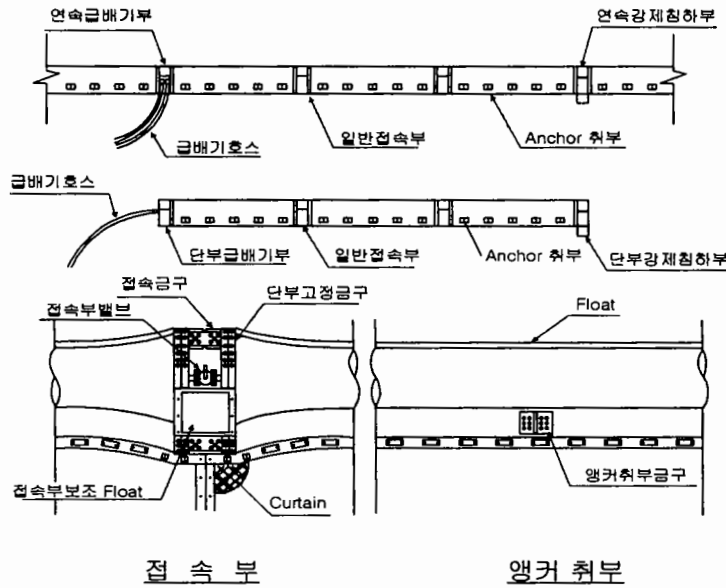 연속급배기부
연속강제침하부
급배기호스
일반접속부
Anchor 취부
급배기호스
단부급배기부
일반접속부
Anchor 취부
단부강제침하부
접속금구
접속부밸브
단부고정금구
Float
접속부보조 Float
Curtain
앵커취부금구
접 속 부
앵커 취부